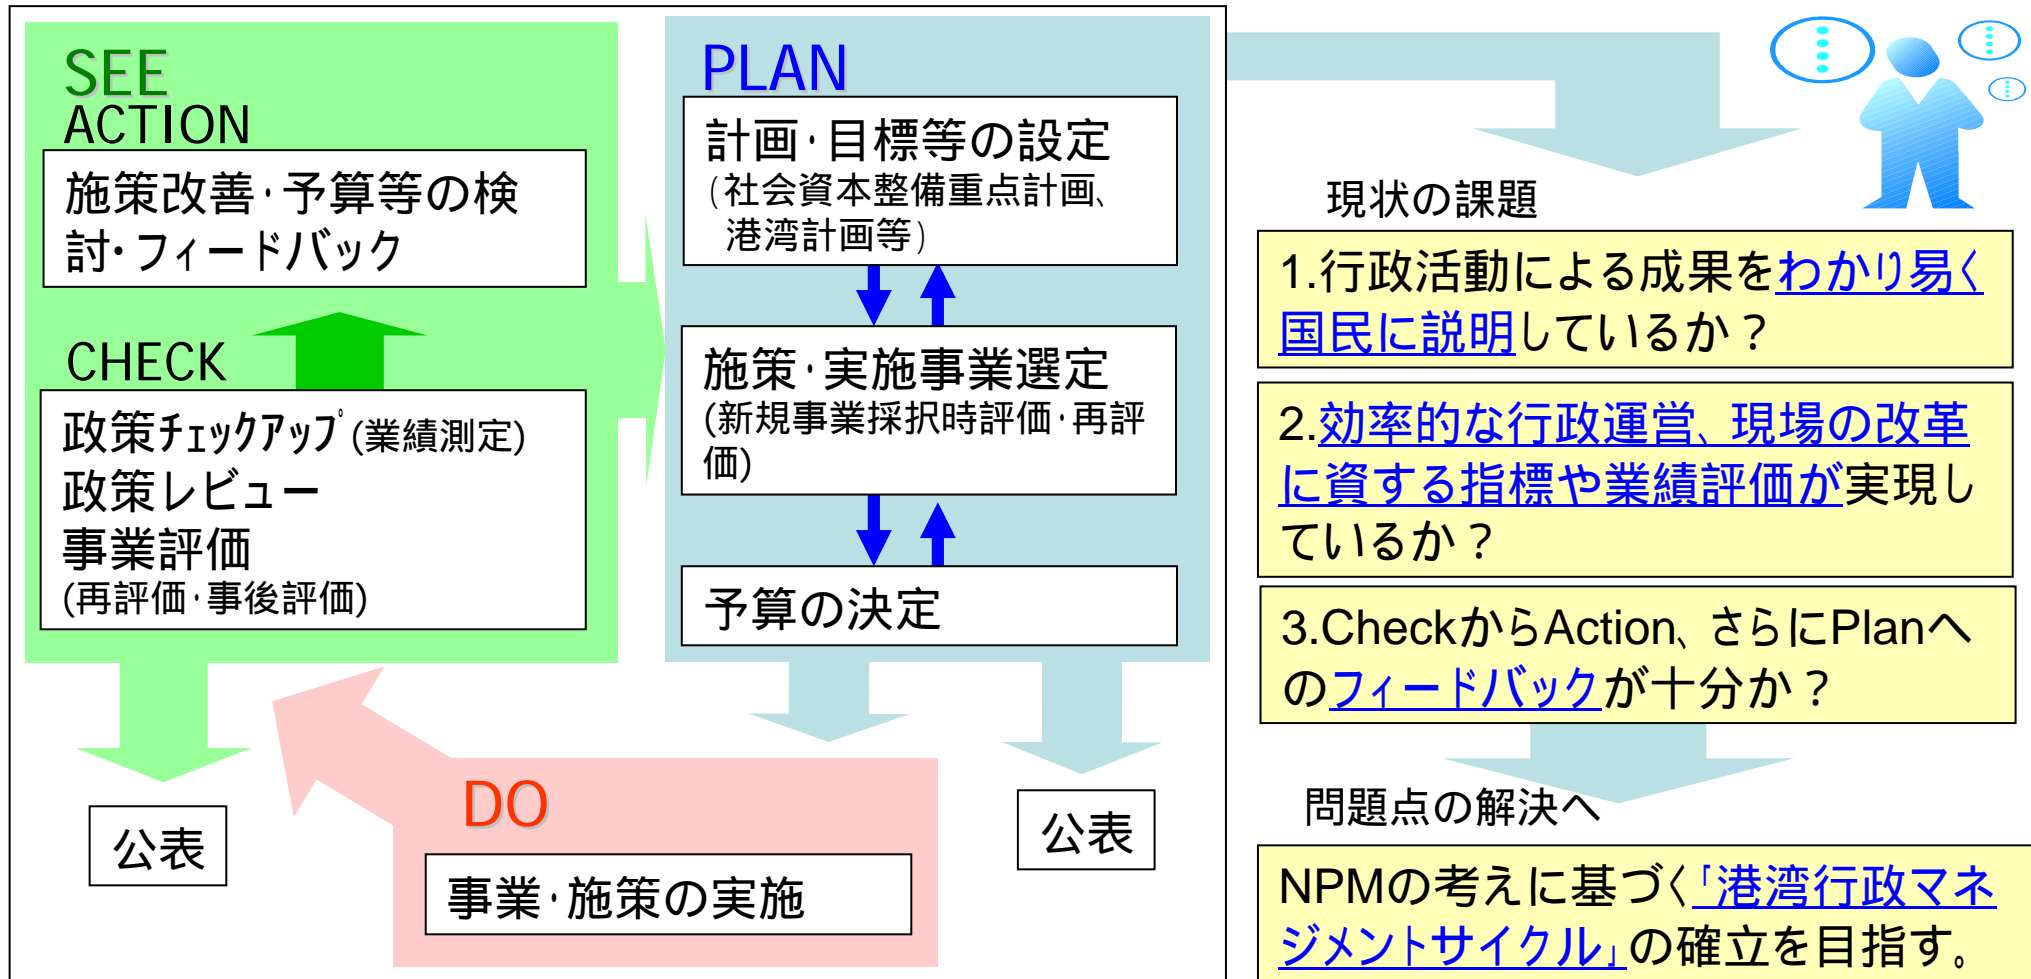 SEE
ACTION
施策改善・予算等の検
討・フィードバック
CHECK
政策ﾁｪｯｸｱｯﾌﾟ(業績測定)
政策レビュー
事業評価
(再評価・事後評価)
公表
PLAN
計画・目標等の設定
(社会資本整備重点計画、
港湾計画等)
施策・実施事業選定
(新規事業採択時評価・再評
価)
予算の決定
公表
DO
事業・施策の実施
現状の課題
1.行政活動による成果をわかり易く
国民に説明しているか？
2.効率的な行政運営、現場の改革
に資する指標や業績評価が実現し
ているか？
3.CheckからAction、さらにPlanへ
のフィードバックが十分か？
問題点の解決へ
NPMの考えに基づく「港湾行政マネ
ジメントサイクル」の確立を目指す。